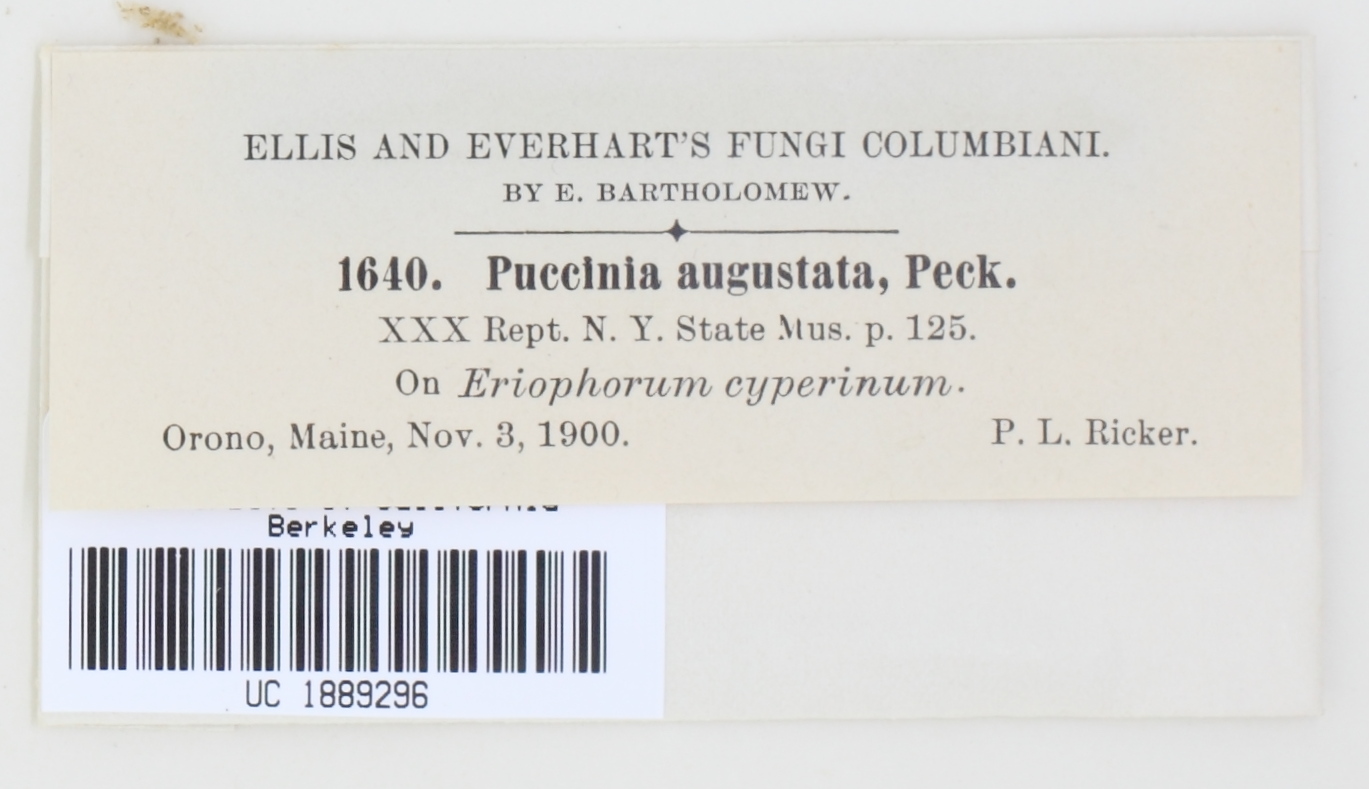 ELLIS AND EVERHART'S FUNGI COLUMBIANI.
BY E. BARTHOLOMEW.
1640. Puccinia augustata, Peck.
XXX Rept. N. Y. State Mus. p. 125.
On Eriophorum cyperinum.
Orono, Maine, Nov. 3, 1900. P. L. Ricker.
Berkeley
UC 1889296